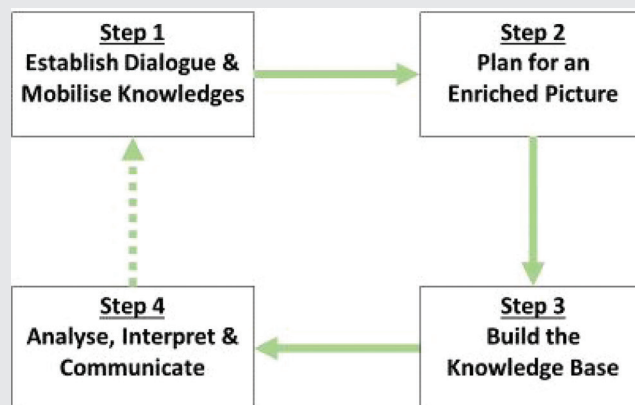 Step 1
Establish Dialogue &
Mobilise Knowledges
Step 2
Plan for an
Enriched Picture
Step 3
Build the
Knowledge Base
Step 4
Analyse, Interpret &
Communicate